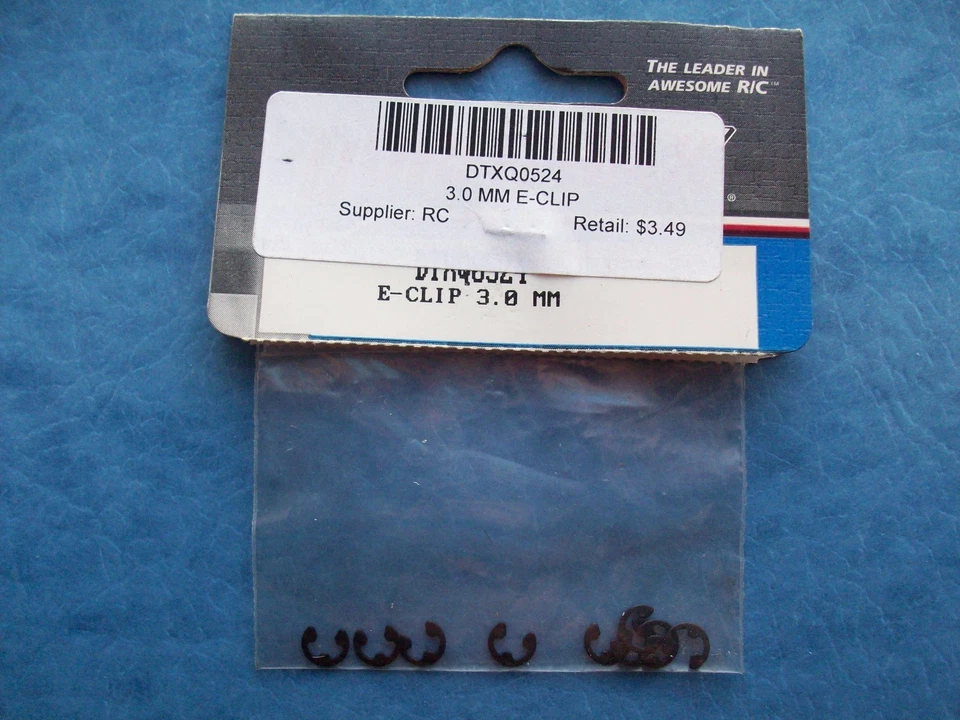 THE LEADER IN
AWESOME R/C™
®
DTXQ0524
3.0 MM E-CLIP
Supplier: RC
Retail: $3.49
E-CLIP 3.0 MM